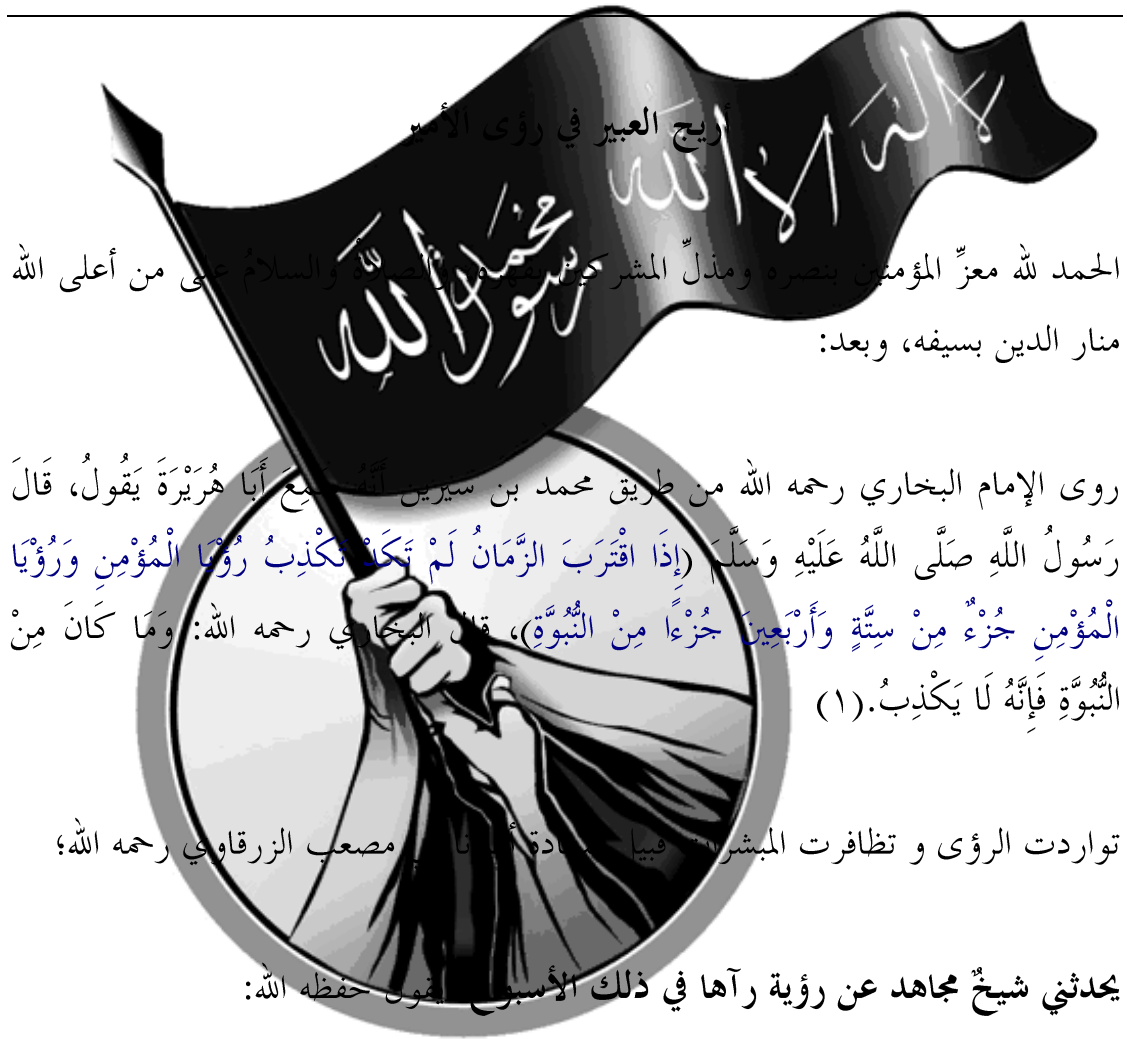 لا إله إلا الله
محمد رسول الله
أريج العبير في رؤى الأمير
الحمد لله معزِّ المؤمنين بنصره ومذلِّ المشركين بقهره، والصلاةُ والسلامُ على من أعلى الله
منار الدين بسيفه، وبعد:
روى الإمام البخاري رحمه الله من طريق محمد بن سيرين أَنَّهُ سَمِعَ أَبَا هُرَيْرَةَ يَقُولُ، قَالَ
رَسُولُ اللَّهِ صَلَّى اللَّهُ عَلَيْهِ وَسَلَّمَ (إِذَا اقْتَرَبَ الزَّمَانُ لَمْ تَكَدْ تَكْذِبُ رُؤْيَا الْمُؤْمِنِ وَرُؤْيَا
الْمُؤْمِنِ جُزْءٌ مِنْ سِتَّةٍ وَأَرْبَعِينَ جُزْءًا مِنْ النُّبُوَّةِ)، قال البخاري رحمه الله: وَمَا كَانَ مِنْ
النُّبُوَّةِ فَإِنَّهُ لَا يَكْذِبُ.(١)
تواردت الرؤى و تظافرت المبشرات قبيل مصعب الزرقاوي رحمه الله؛
يحدثني شيخٌ مجاهد عن رؤية رآها في ذلك الأسبوع يقول حفظه الله: